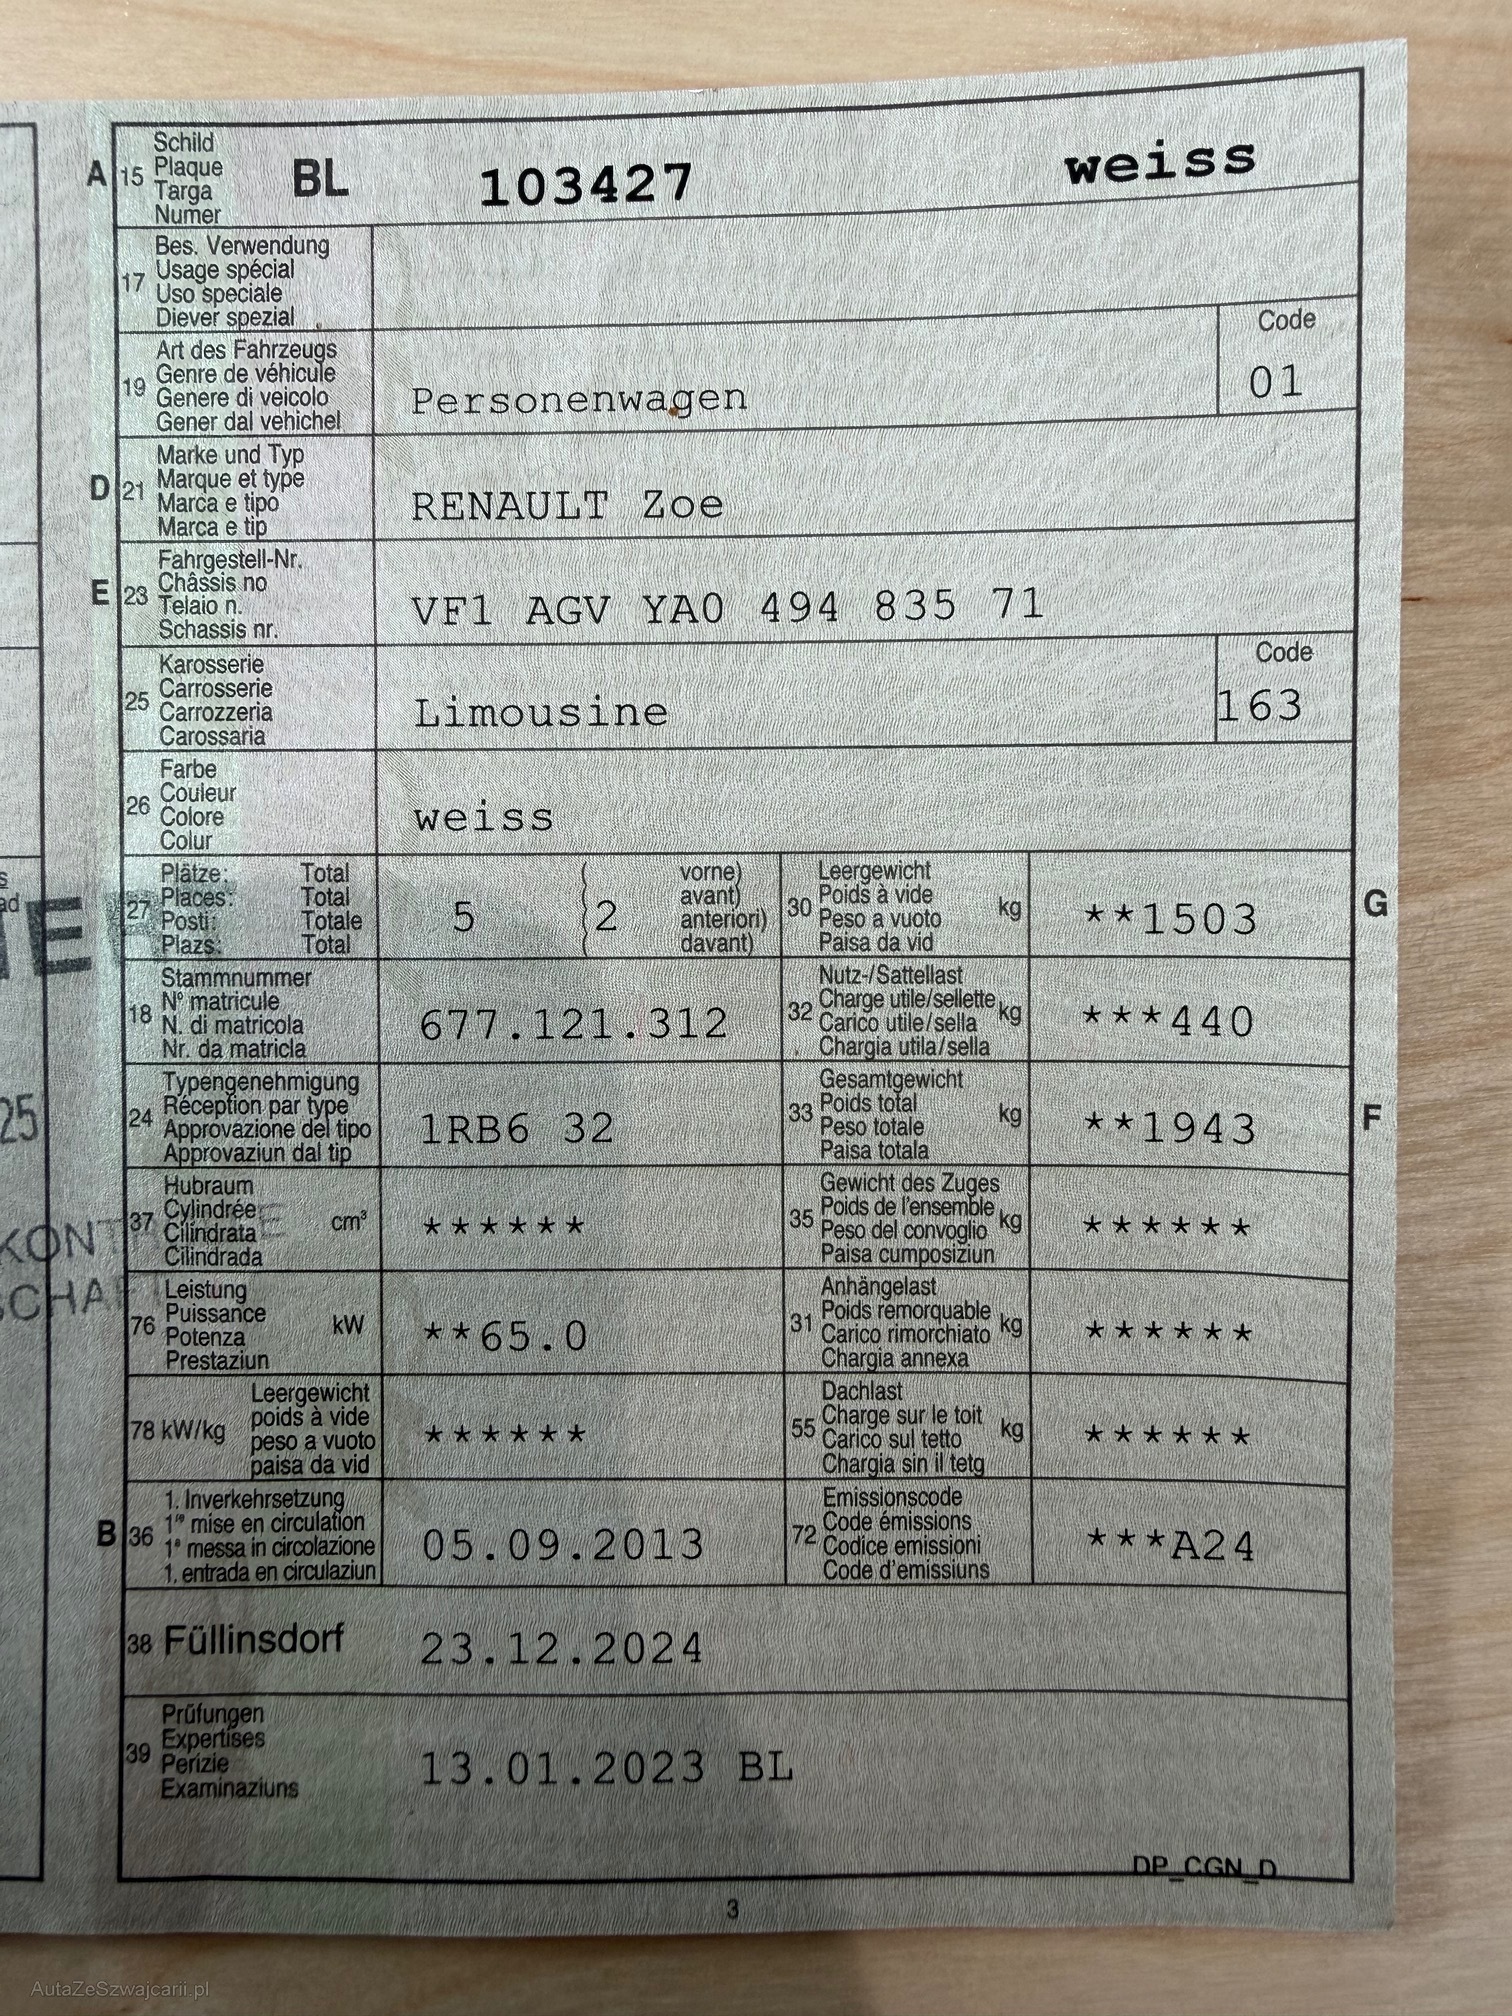 A 15 Schild
Plaque
Targa
Numer
BL 103427 weiss
17 Bes. Verwendung
Usage spécial
Uso speciale
Diever spezial
19 Art des Fahrzeugs
Genre de véhicule
Genere di veicolo
Gener dal vehichel
Personenwagen
Code
01
D 21 Marke und Typ
Marque et type
Marca e tipo
Marca e tip
RENAULT Zoe
E 23 Fahrgestell-Nr.
Châssis no
Telaio n.
Schassis nr.
VF1 AGV YA0 494 835 71
25 Karosserie
Carrosserie
Carrozzeria
Carossaria
Limousine
Code
163
26 Farbe
Couleur
Colore
Colur
weiss
27 Plätze: Total
Places: Total
Posti: Totale
Plazs: Total
5 ( 2 vorne)
avant)
anteriori)
davant)
30 Leergewicht
Poids à vide
Peso a vuoto
Paisa da vid
kg
**1503
G
18 Stammnummer
N° matricule
N. di matricola
Nr. da matricla
677.121.312
32 Nutz-/Sattellast
Charge utile/sellette
Carico utile/sella
Chargia utila/sella
kg
***440
24 Typengenehmigung
Réception par type
Approvazione del tipo
Approvaziun dal tip
1RB6 32
33 Gesamtgewicht
Poids total
Peso totale
Paisa totala
kg
**1943
F
37 Hubraum
Cylindrée
Cilindrata
Cilindrada
cm³
******
35 Gewicht des Zuges
Poids de l'ensemble
Peso del convoglio
Paisa cumposiziun
kg
******
76 Leistung
Puissance
Potenza
Prestaziun
kW
**65.0
31 Anhängelast
Poids remorquable
Carico rimorchiato
Chargia annexa
kg
******
78 kW/kg Leergewicht
poids à vide
peso a vuoto
paisa da vid
******
55 Dachlast
Charge sur le toit
Carico sul tetto
Chargia sin il tetg
kg
******
B 36 1. Inverkehrsetzung
1re mise en circulation
1a messa in circolazione
1. entrada en circulaziun
05.09.2013
72 Emissionscode
Code émissions
Codice emissioni
Code d'emissiuns
***A24
38 Füllinsdorf 23.12.2024
39 Prüfungen
Expertises
Perizie
Examinaziuns
13.01.2023 BL
DP_CGN_D
3
AutaZeSzwajcarii.pl